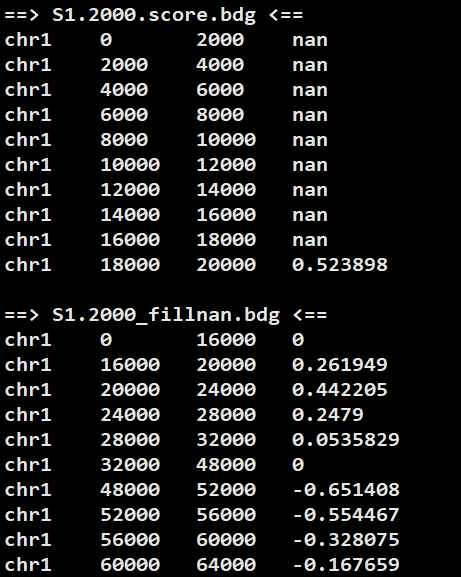 ==> S1.2000.score.bdg <==
chr1 0 2000 nan
chr1 2000 4000 nan
chr1 4000 6000 nan
chr1 6000 8000 nan
chr1 8000 10000 nan
chr1 10000 12000 nan
chr1 12000 14000 nan
chr1 14000 16000 nan
chr1 16000 18000 nan
chr1 18000 20000 0.523898
==> S1.2000_fillnan.bdg <==
chr1 0 16000 0
chr1 16000 20000 0.261949
chr1 20000 24000 0.442205
chr1 24000 28000 0.2479
chr1 28000 32000 0.0535829
chr1 32000 48000 0
chr1 48000 52000 -0.651408
chr1 52000 56000 -0.554467
chr1 56000 60000 -0.328075
chr1 60000 64000 -0.167659